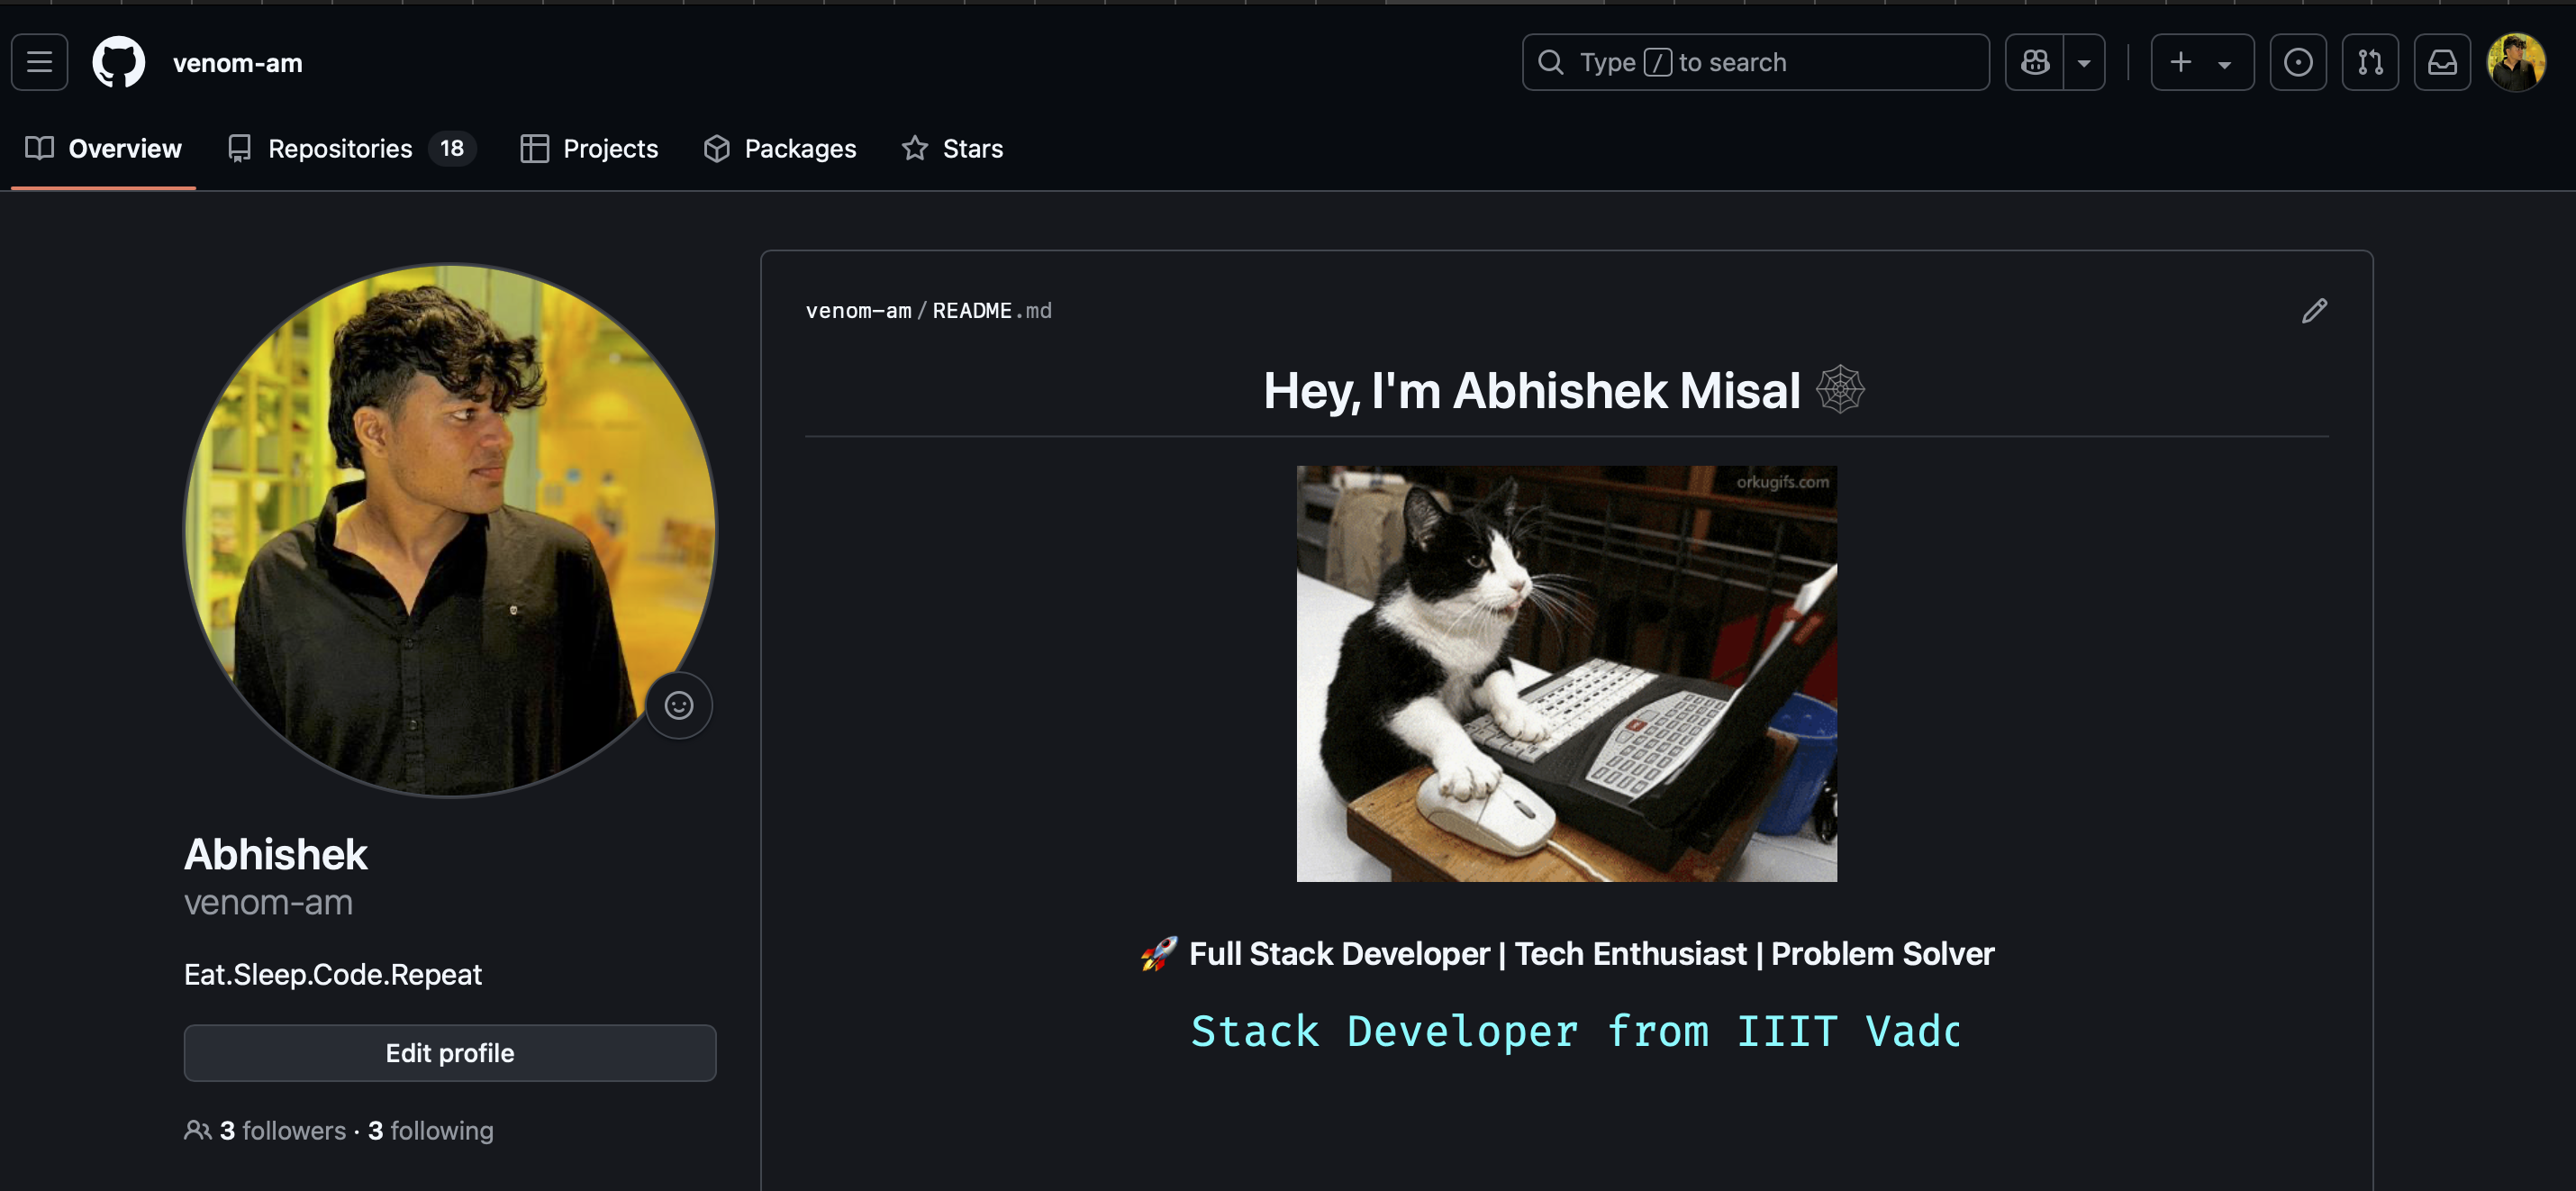 venom-am
Type / to search
Overview
Repositories 18
Projects
Packages
Stars
venom-am / README.md
Hey, I'm Abhishek Misal
orkugifs.com
Full Stack Developer | Tech Enthusiast | Problem Solver
Stack Developer from IIIT Vad
Abhishek
venom-am
Eat.Sleep.Code.Repeat
Edit profile
3 followers · 3 following